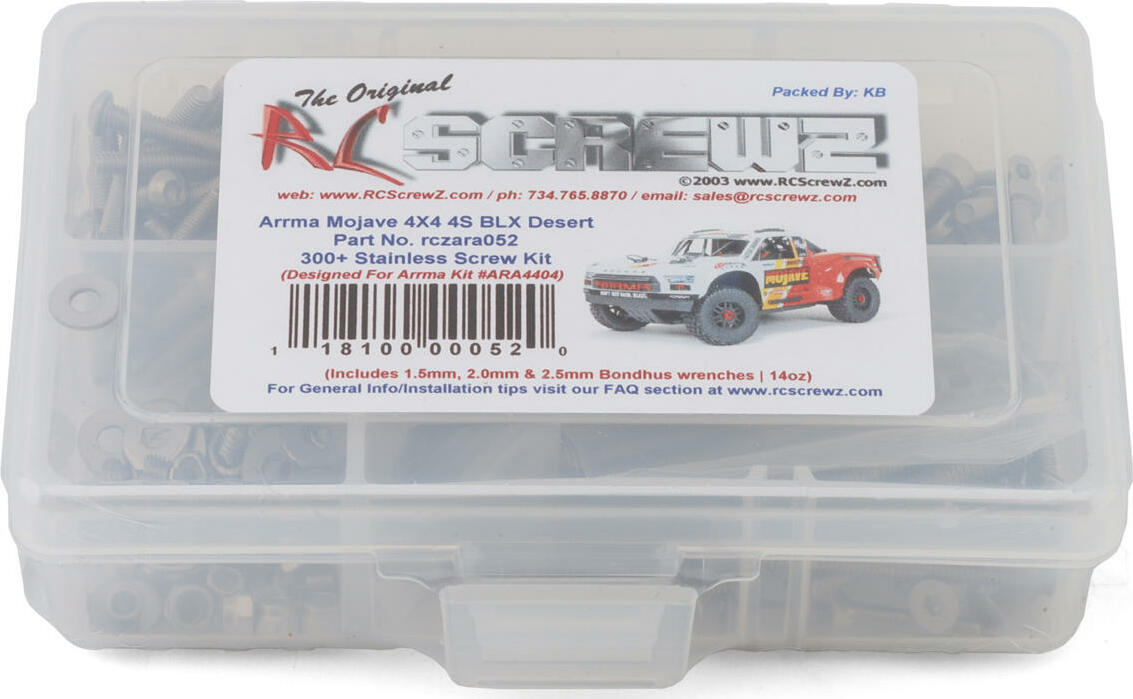 The Original
RC SCREWZ
Packed By: KB
©2003 www.RCScrewZ.com
web: www.RCScrewZ.com / ph: 734.765.8870 / email: sales@rcscrewz.com
Arrma Mojave 4X4 4S BLX Desert
Part No. rczara052
300+ Stainless Screw Kit
(Designed For Arrma Kit #ARA4404)
1 18100 00052 0
ARRMA
MOJAVE
(Includes 1.5mm, 2.0mm & 2.5mm Bondhus wrenches | 14oz)
For General Info/Installation tips visit our FAQ section at www.rcscrewz.com